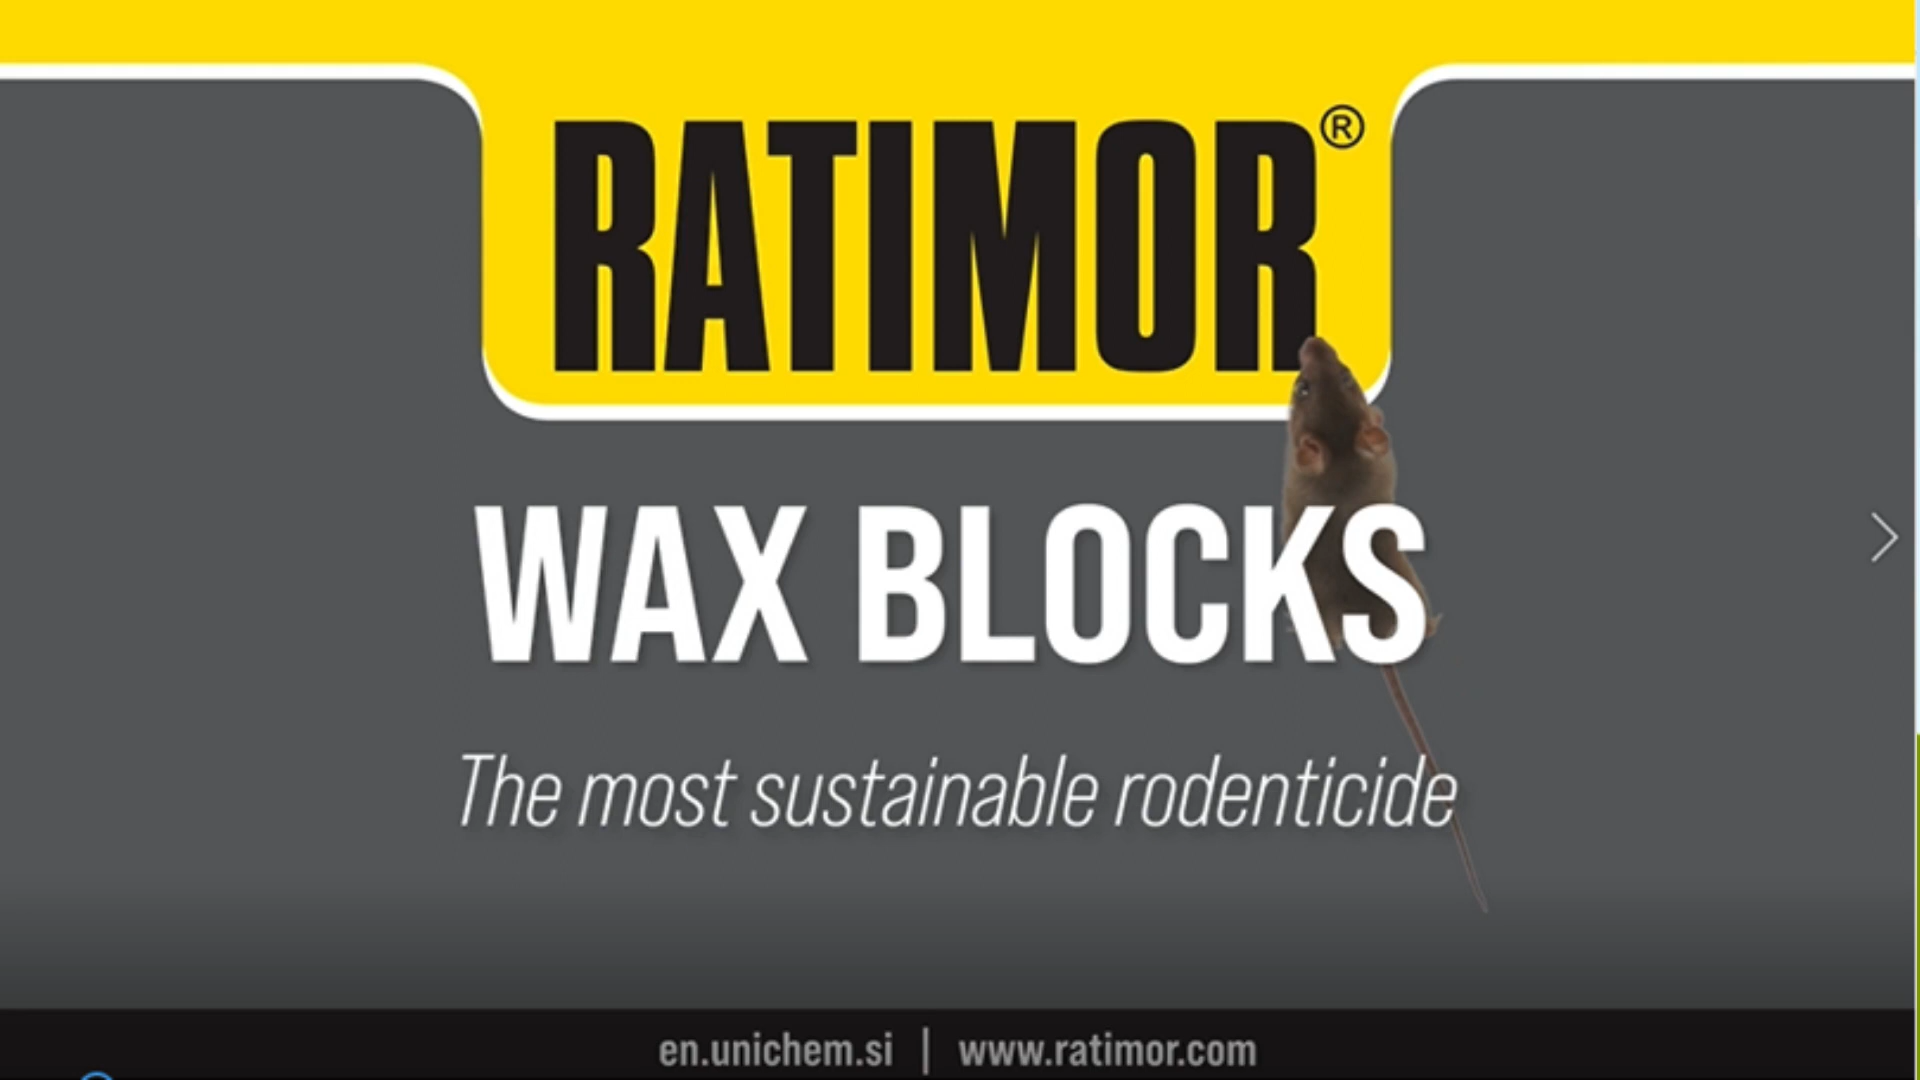 RATIMOR®
WAX BLOCKS
The most sustainable rodenticide
en.unichem.si | www.ratimor.com